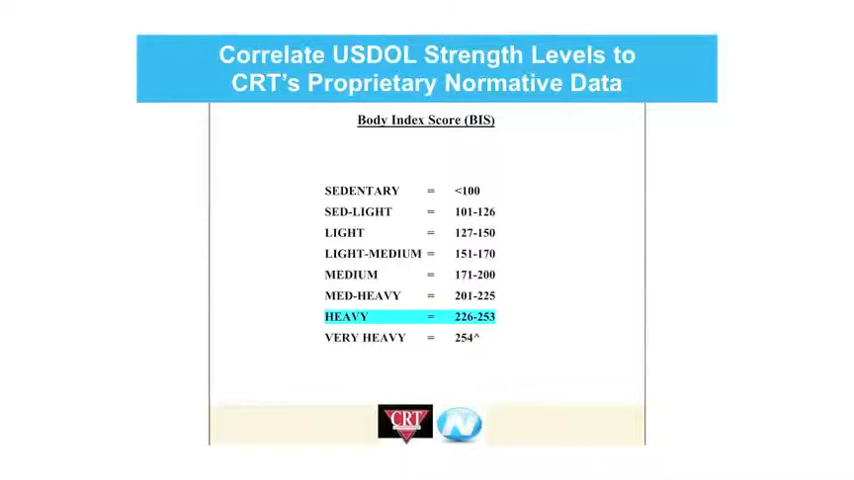 Correlate USDOL Strength Levels to
CRT's Proprietary Normative Data
Body Index Score (BIS)
SEDENTARY = <100
SED-LIGHT = 101-126
LIGHT = 127-150
LIGHT-MEDIUM = 151-170
MEDIUM = 171-200
MED-HEAVY = 201-225
HEAVY = 226-253
VERY HEAVY = 254^
CRT N